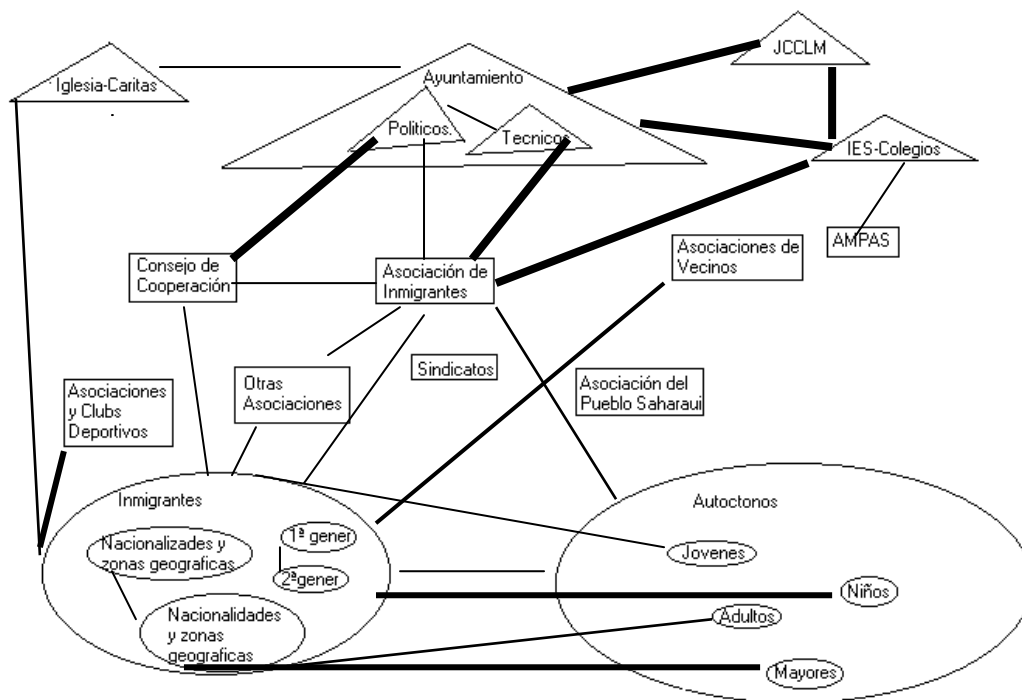 JCCLM
Iglesia-Caritas
Ayuntamiento
Politicos.
Tecnicos
IES-Colegios
AMPAS
Asociaciones de
Vecinos
Consejo de
Cooperación
Asociación de
Inmigrantes
Sindicatos
Otras
Asociaciones
Asociación del
Pueblo Saharaui
Asociaciones
y Clubs
Deportivos
Inmigrantes
Nacionalizades y
zonas geograficas
1ª gener
2ªgener
Nacionalidades
y zonas
geograficas
Autoctonos
Jovenes
Niños
Adultos
Mayores